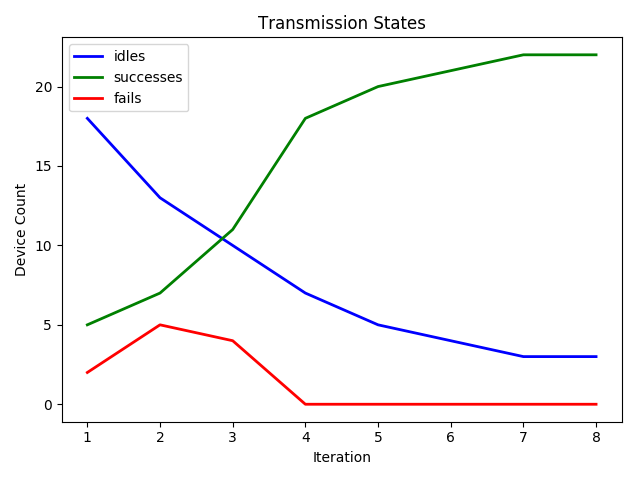 Transmission States
idles
successes
fails
Device Count
20
15
10
5
0
1 2 3 4 5 6 7 8
Iteration